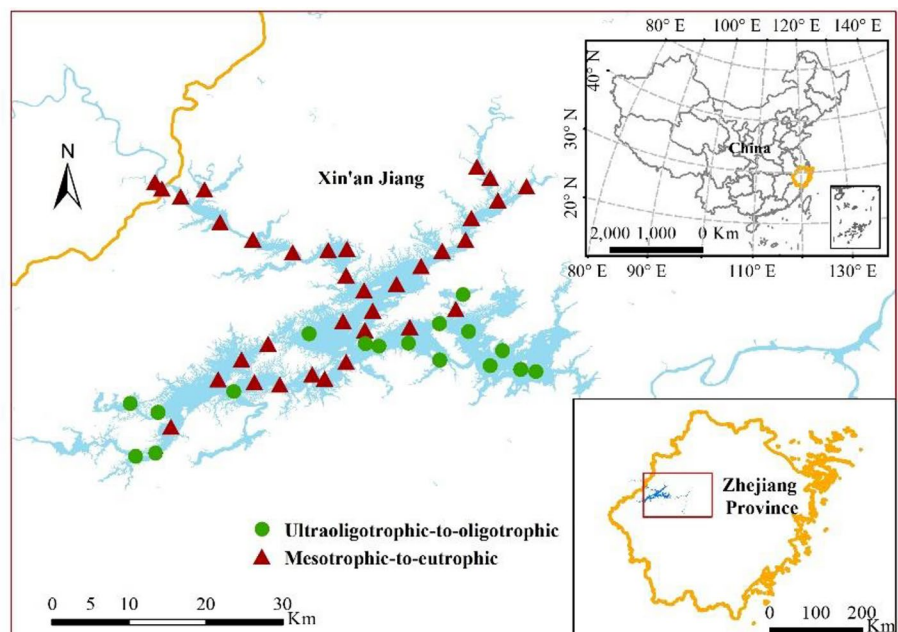 80° E 100° E 120° E 140° E
40° N
30° N
20° N
China
2,000 1,000 0 Km
80° E 90° E 110° E 130° E
N
Xin'an Jiang
Ultraoligotrophic-to-oligotrophic
Mesotrophic-to-eutrophic
0 5 10 20 30
Km
Zhejiang
Province
0 100 200
Km